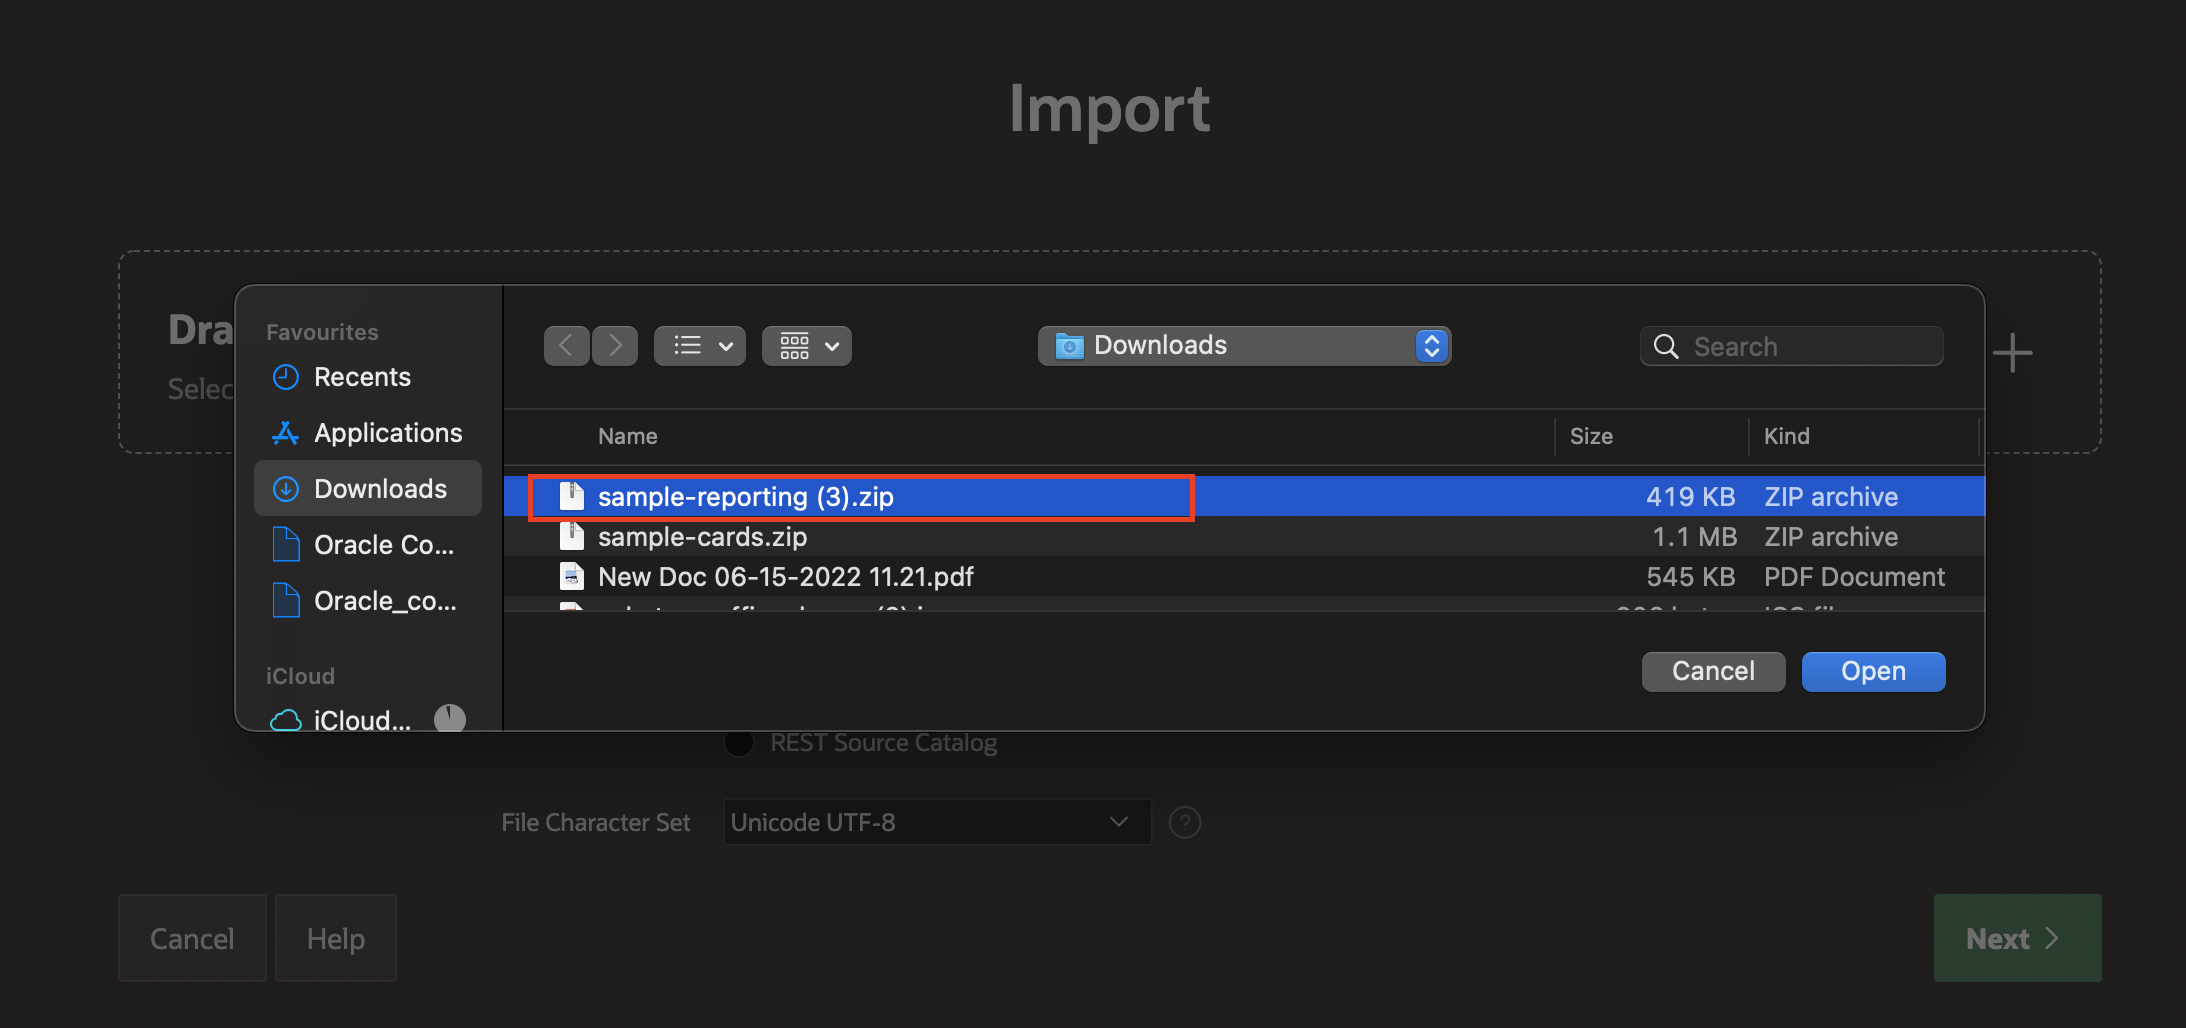 Import
Dra
Selec
Favourites
Recents
Applications
Downloads
Oracle Co...
Oracle_co...
iCloud
iCloud...
Downloads
Search
Name Size Kind
sample-reporting (3).zip 419 KB ZIP archive
sample-cards.zip 1.1 MB ZIP archive
New Doc 06-15-2022 11.21.pdf 545 KB PDF Document
Cancel Open
REST Source Catalog
File Character Set Unicode UTF-8 ?
Cancel Help Next